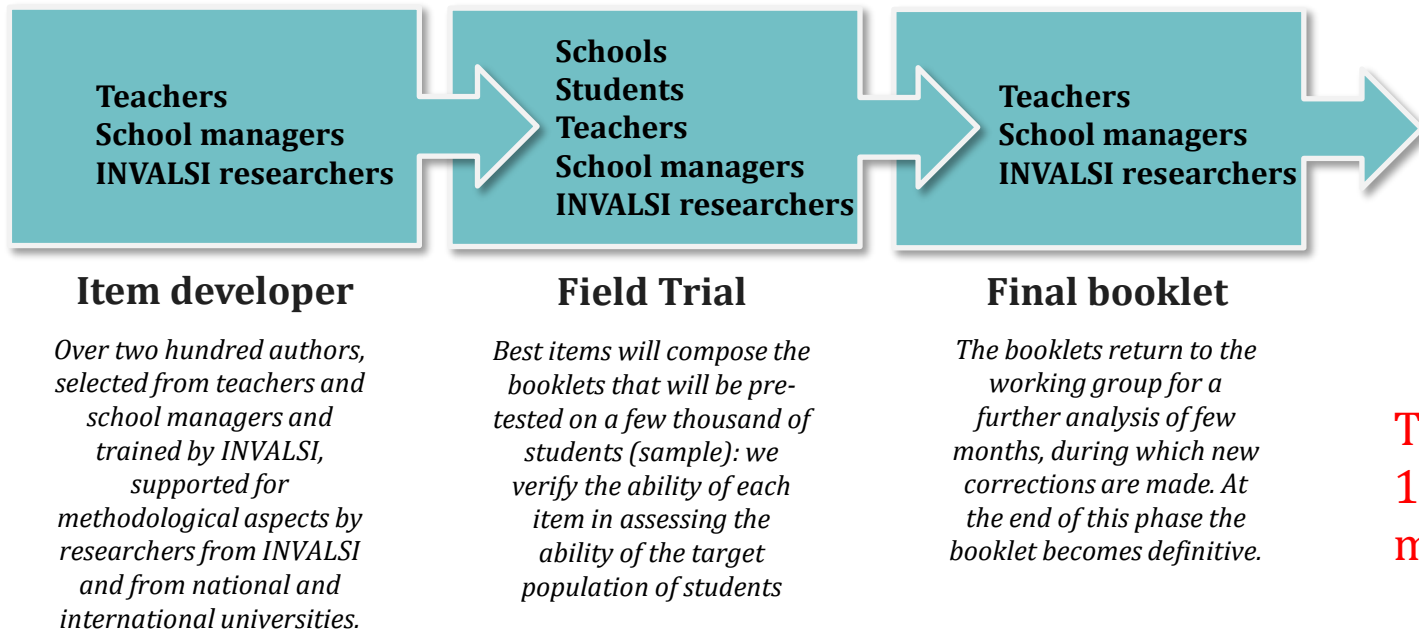 Teachers
School managers
INVALSI researchers
Schools
Students
Teachers
School managers
INVALSI researchers
Teachers
School managers
INVALSI researchers
Item developer
Over two hundred authors,
selected from teachers and
school managers and
trained by INVALSI,
supported for
methodological aspects by
researchers from INVALSI
and from national and
international universities.
Field Trial
Best items will compose the
booklets that will be pre-
tested on a few thousand of
students (sample): we
verify the ability of each
item in assessing the
ability of the target
population of students
Final booklet
The booklets return to the
working group for a
further analysis of few
months, during which new
corrections are made. At
the end of this phase the
booklet becomes definitive.